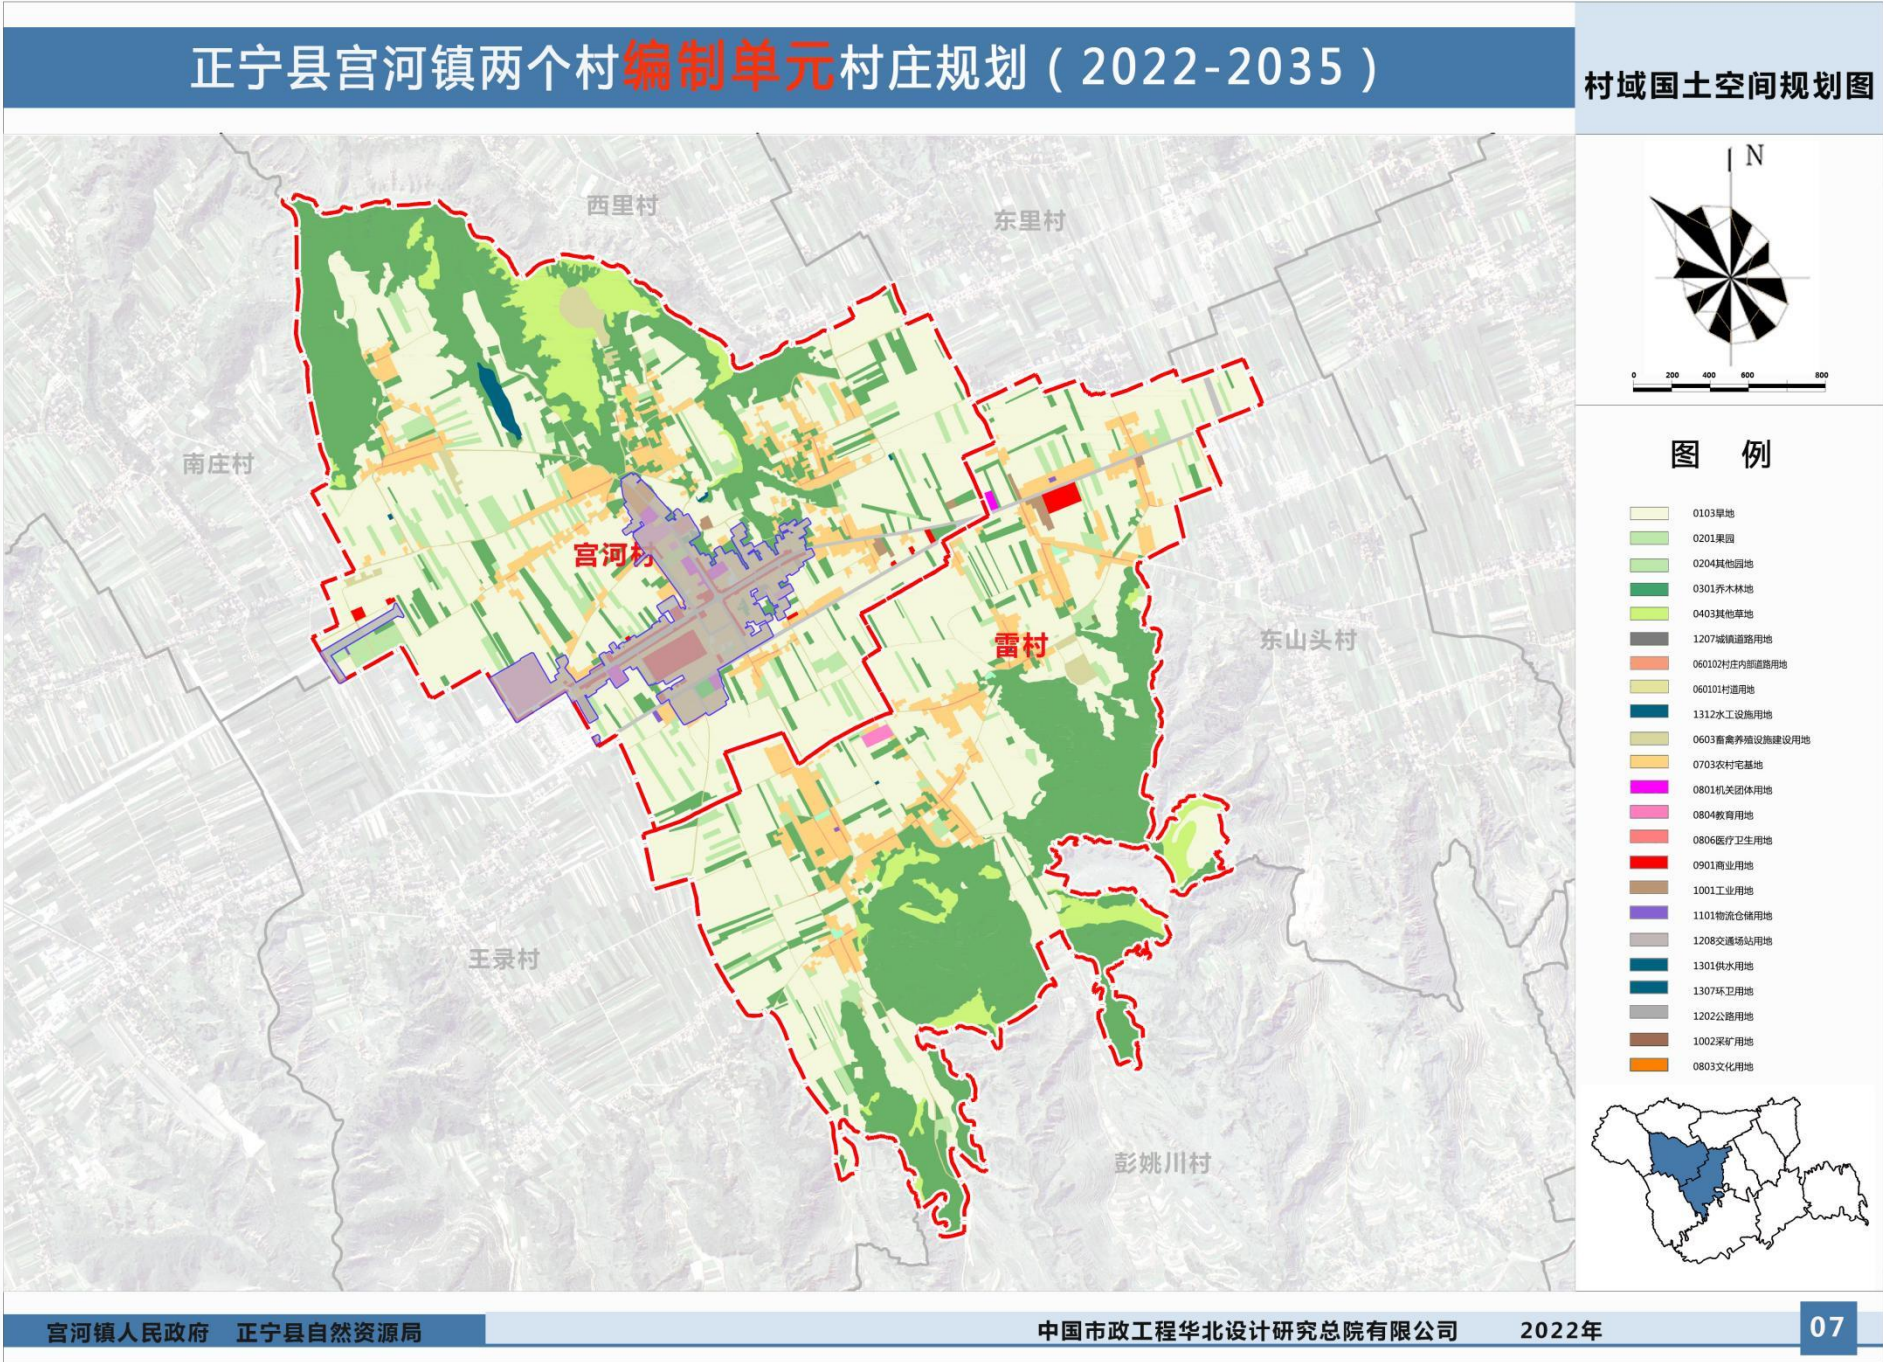 正宁县宫河镇两个村编制单元村庄规划（2022-2035）
村域国土空间规划图
N
0 200 400 600 800
西里村
东里村
南庄村
宫河村
雷村
东山头村
王录村
彭姚川村
图 例
0103旱地
0201果园
0204其他园地
0301乔木林地
0403其他草地
1207城镇道路用地
060102村庄内部道路用地
060101村道用地
1312水工设施用地
0603畜禽养殖设施建设用地
0703农村宅基地
0801机关团体用地
0804教育用地
0806医疗卫生用地
0901商业用地
1001工业用地
1101物流仓储用地
1208交通场站用地
1301供水用地
1307环卫用地
1202公路用地
1002采矿用地
0803文化用地
宫河镇人民政府 正宁县自然资源局
中国市政工程华北设计研究总院有限公司 2022年
07